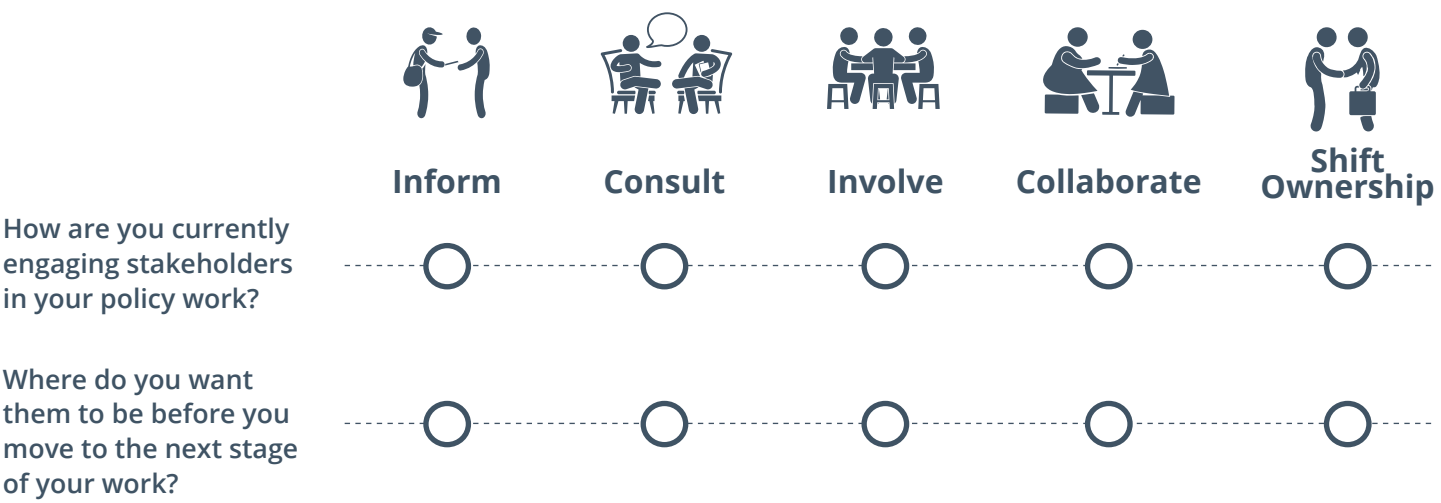 Inform
Consult
Involve
Collaborate
Shift
Ownership
How are you currently
engaging stakeholders
in your policy work?
Where do you want
them to be before you
move to the next stage
of your work?